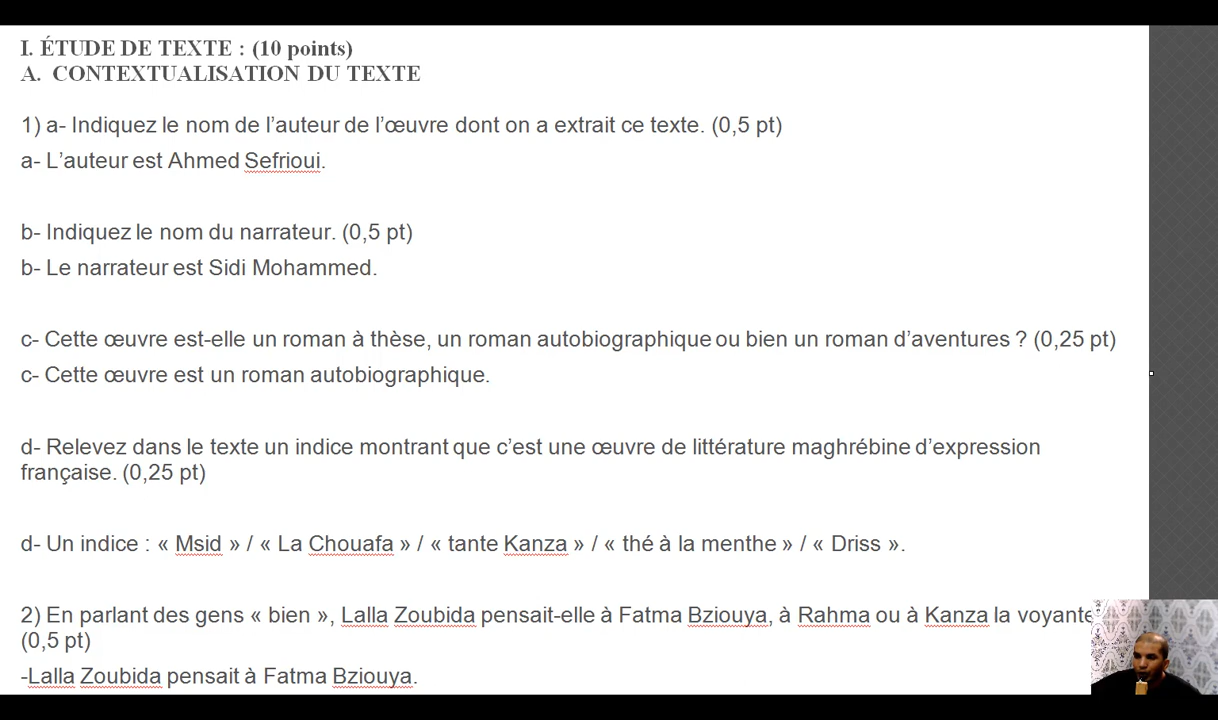 I. ÉTUDE DE TEXTE : (10 points)
A. CONTEXTUALISATION DU TEXTE
1) a- Indiquez le nom de l’auteur de l’œuvre dont on a extrait ce texte. (0,5 pt)
a- L’auteur est Ahmed Sefrioui.
b- Indiquez le nom du narrateur. (0,5 pt)
b- Le narrateur est Sidi Mohammed.
c- Cette œuvre est-elle un roman à thèse, un roman autobiographique ou bien un roman d’aventures ? (0,25 pt)
c- Cette œuvre est un roman autobiographique.
d- Relevez dans le texte un indice montrant que c’est une œuvre de littérature maghrébine d’expression
française. (0,25 pt)
d- Un indice : « Msid » / « La Chouafa » / « tante Kanza » / « thé à la menthe » / « Driss ».
2) En parlant des gens « bien », Lalla Zoubida pensait-elle à Fatma Bziouya, à Rahma ou à Kanza la voyante
(0,5 pt)
-Lalla Zoubida pensait à Fatma Bziouya.